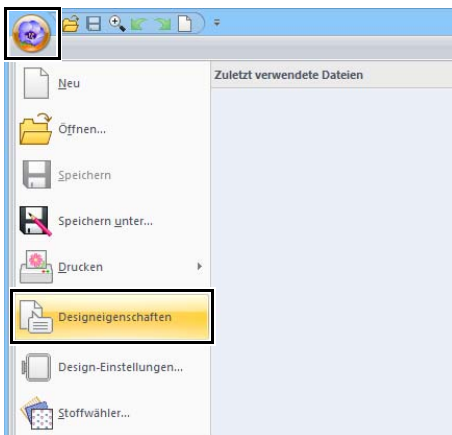 Zuletzt verwendete Dateien
Neu
Öffnen...
Speichern
Speichern unter...
Drucken
Designeigenschaften
Design-Einstellungen...
Stoffwähler...